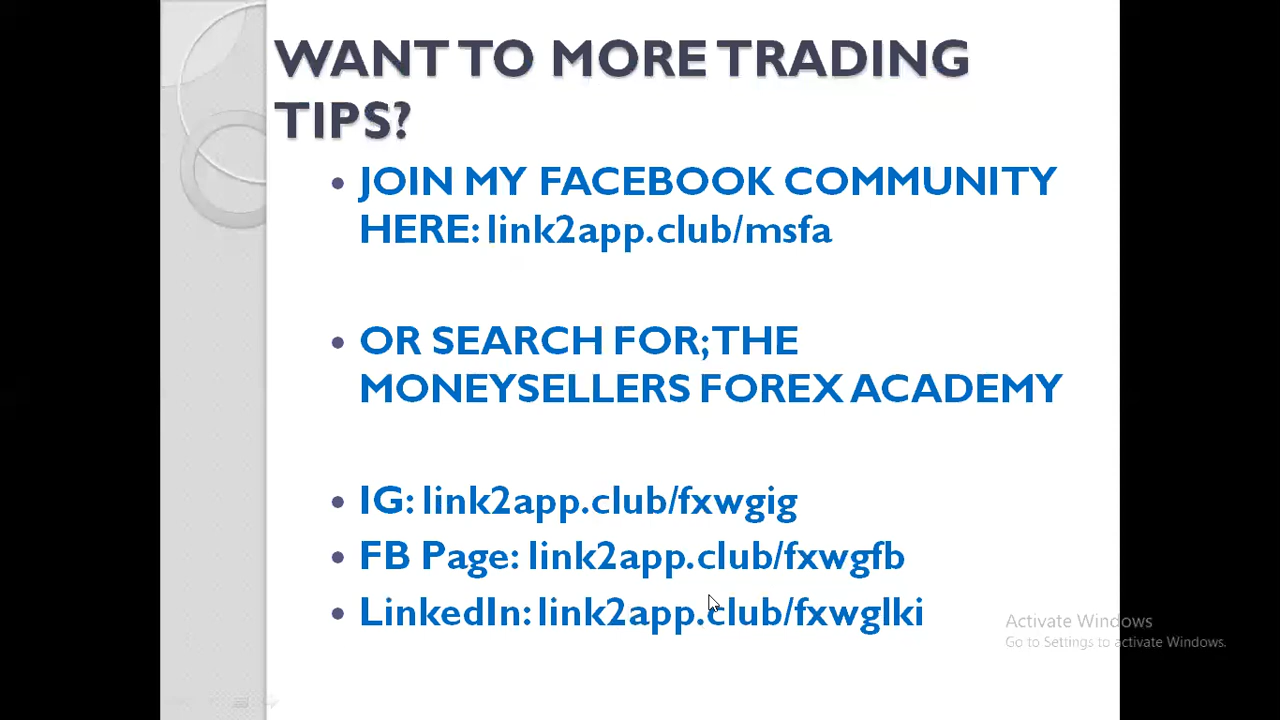 WANT TO MORE TRADING
TIPS?
• JOIN MY FACEBOOK COMMUNITY
HERE: link2app.club/msfa
• OR SEARCH FOR;THE
MONEYSELLERS FOREX ACADEMY
• IG: link2app.club/fxwgig
• FB Page: link2app.club/fxwgfb
• LinkedIn: link2app.club/fxwglki
Activate Windows
Go to Settings to activate Windows.